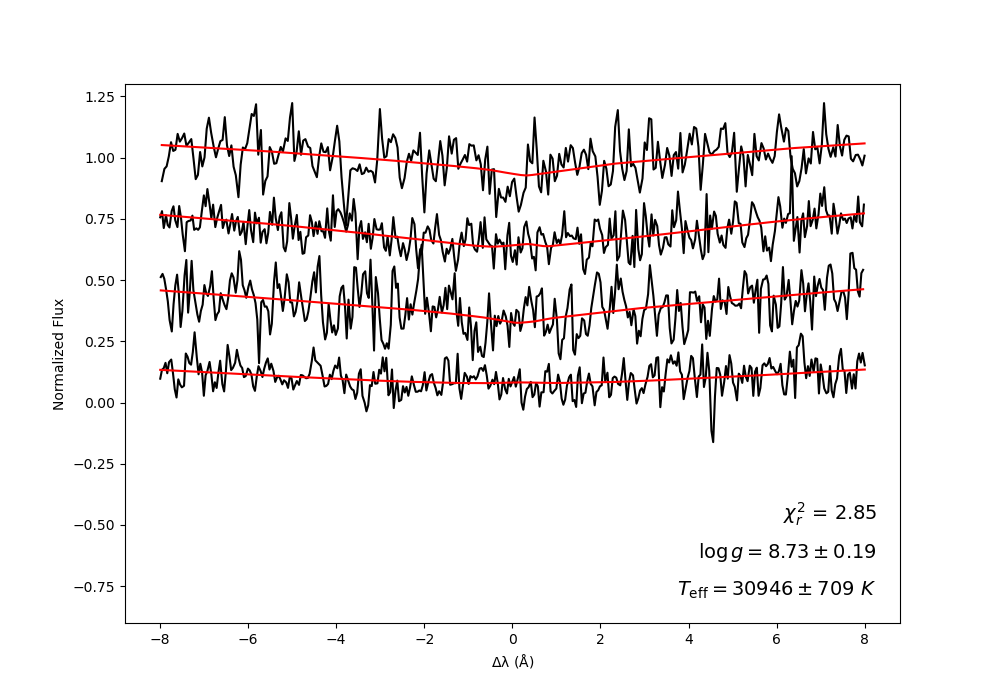 1.25
1.00
0.75
0.50
0.25
0.00
−0.25
−0.50
−0.75
Normalized Flux
χ²ᵣ = 2.85
log g = 8.73 ± 0.19
T_eff = 30946 ± 709 K
−8 −6 −4 −2 0 2 4 6 8
Δλ (Å)